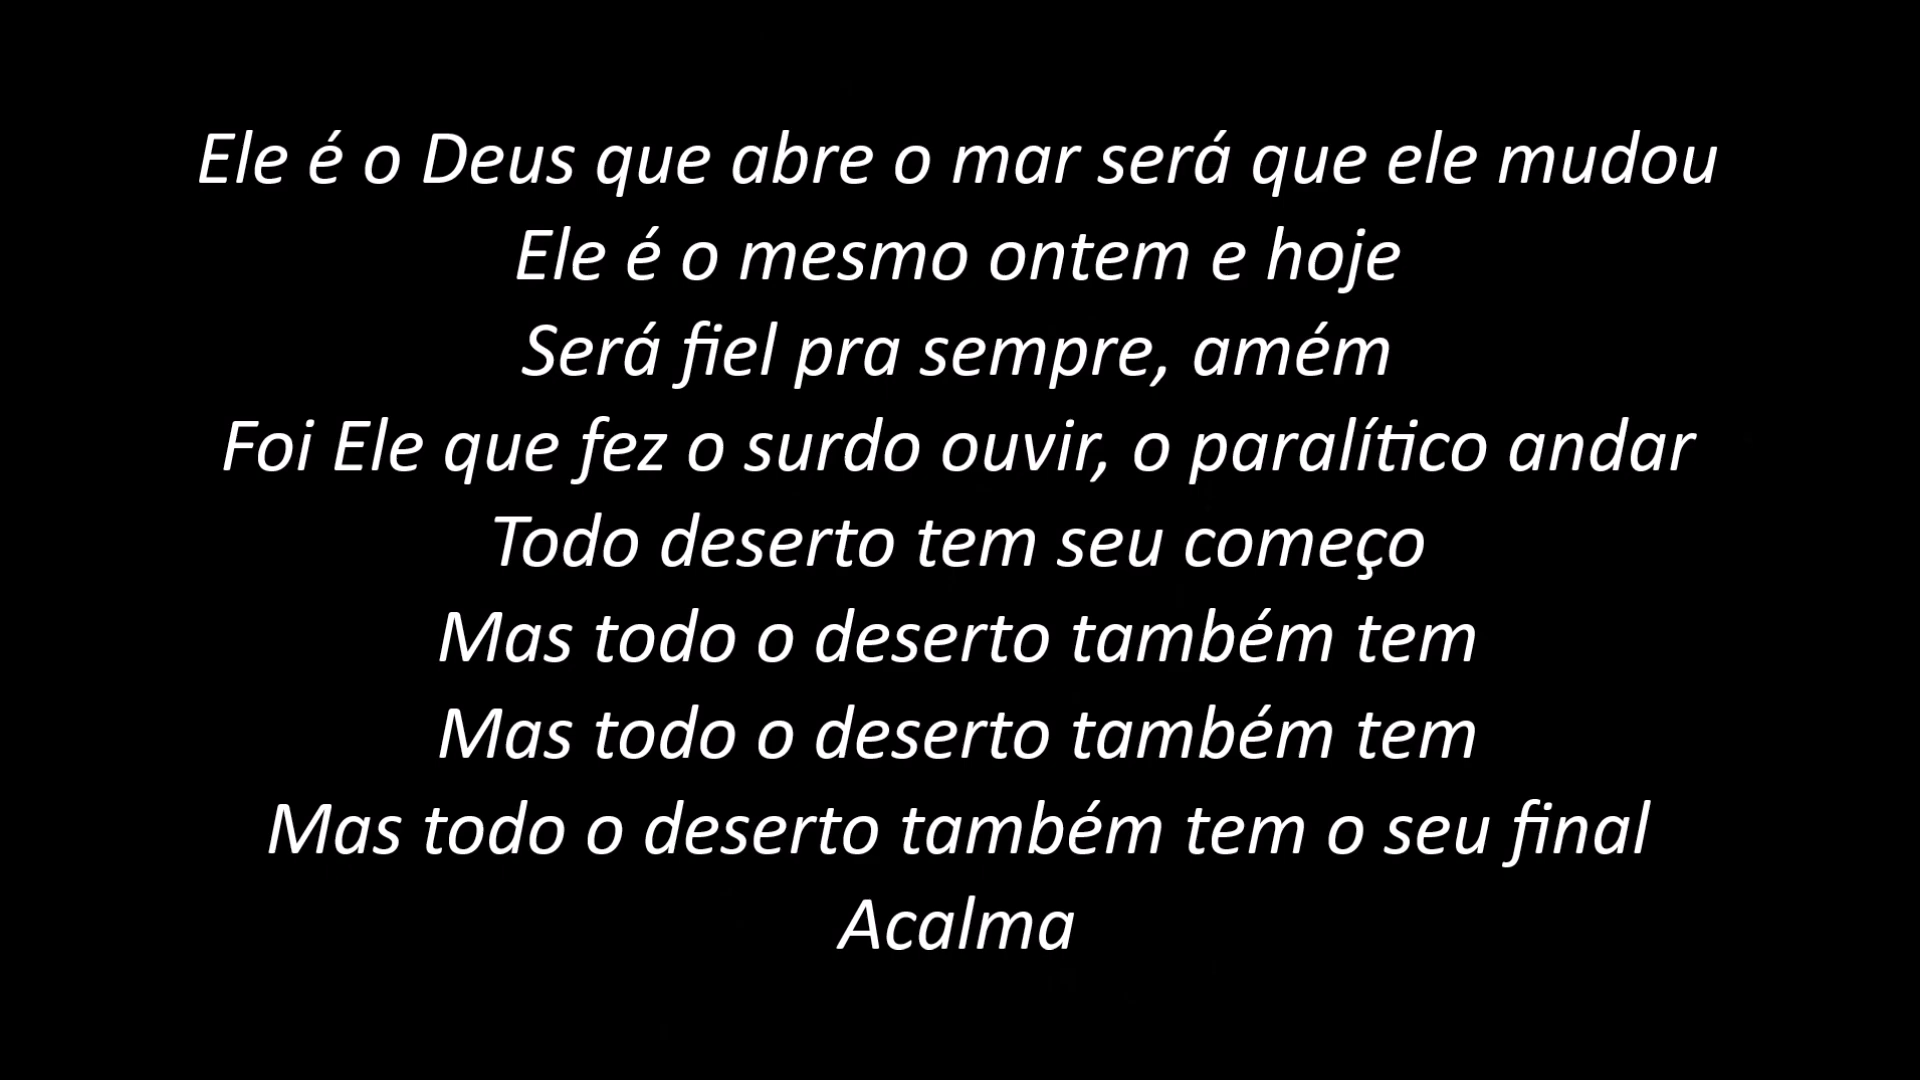 Ele é o Deus que abre o mar será que ele mudou
Ele é o mesmo ontem e hoje
Será fiel pra sempre, amém
Foi Ele que fez o surdo ouvir, o paralítico andar
Todo deserto tem seu começo
Mas todo o deserto também tem
Mas todo o deserto também tem
Mas todo o deserto também tem o seu final
Acalma